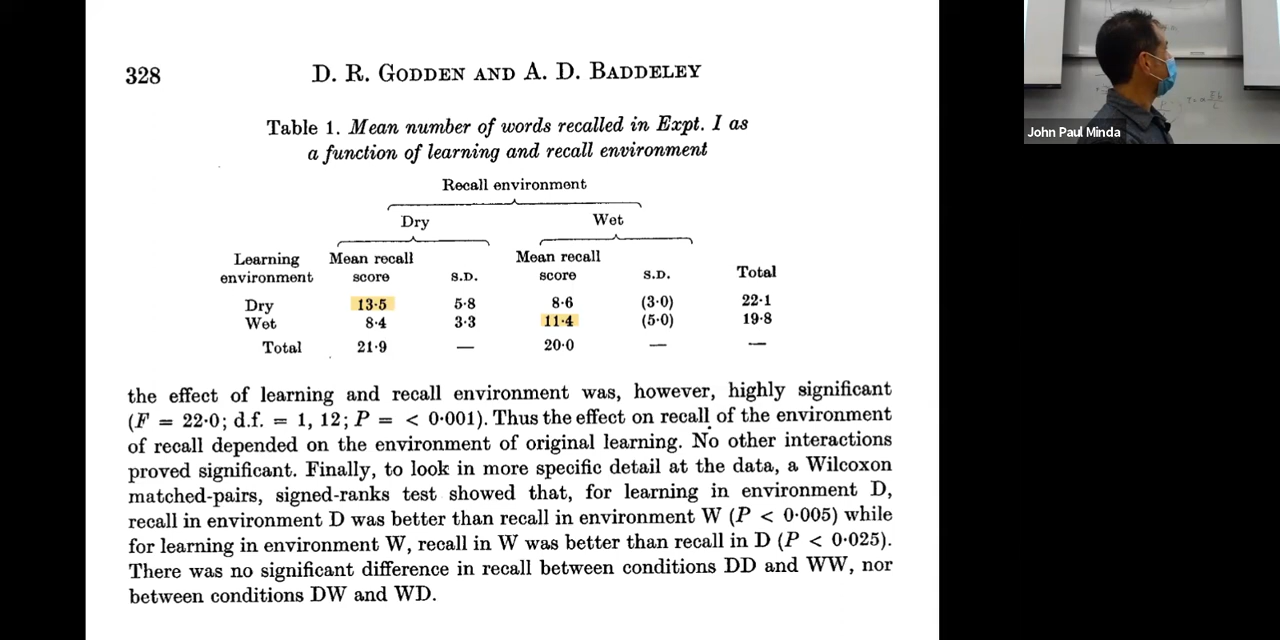 328 D. R. GODDEN AND A. D. BADDELEY
Table 1. Mean number of words recalled in Expt. I as
a function of learning and recall environment
Recall environment
Dry Wet
Learning environment Mean recall score S.D. Mean recall score S.D. Total
Dry 13·5 5·8 8·6 (3·0) 22·1
Wet 8·4 3·3 11·4 (5·0) 19·8
Total 21·9 — 20·0 — —
the effect of learning and recall environment was, however, highly significant
(F = 22·0; d.f. = 1, 12; P = < 0·001). Thus the effect on recall of the environment
of recall depended on the environment of original learning. No other interactions
proved significant. Finally, to look in more specific detail at the data, a Wilcoxon
matched-pairs, signed-ranks test showed that, for learning in environment D,
recall in environment D was better than recall in environment W (P < 0·005) while
for learning in environment W, recall in W was better than recall in D (P < 0·025).
There was no significant difference in recall between conditions DD and WW, nor
between conditions DW and WD.
John Paul Minda